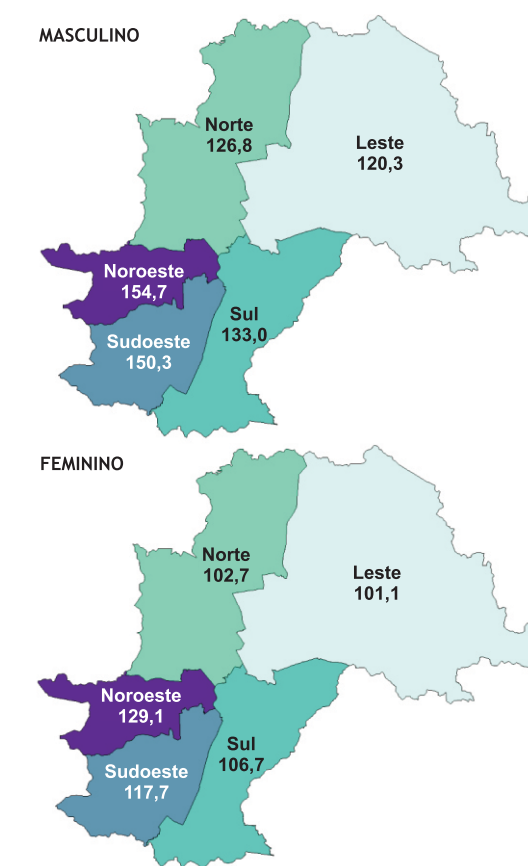 MASCULINO
Norte
126,8
Leste
120,3
Noroeste
154,7
Sul
133,0
Sudoeste
150,3
FEMININO
Norte
102,7
Leste
101,1
Noroeste
129,1
Sul
106,7
Sudoeste
117,7